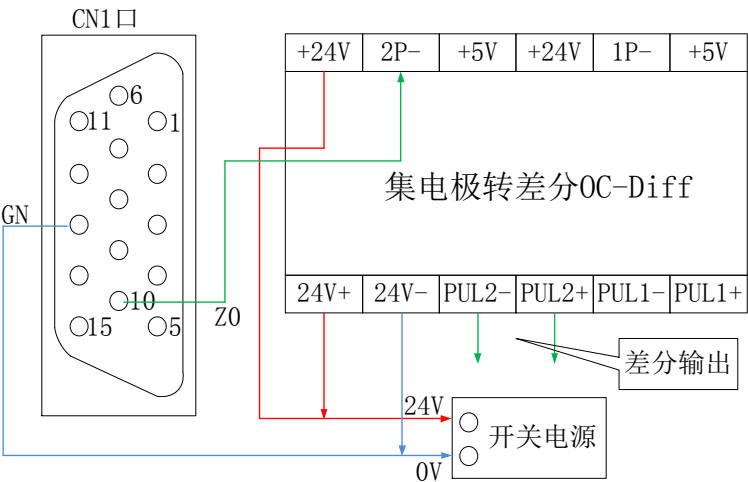 CN1口
+24V 2P- +5V +24V 1P- +5V
6
11 1
集电极转差分OC-Diff
GN
10
Z0
15 5
24V+ 24V- PUL2- PUL2+ PUL1- PUL1+
差分输出
24V
开关电源
0V